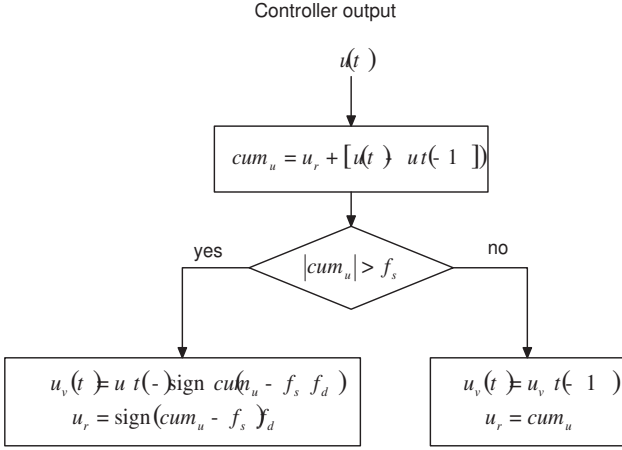 Controller output
u(t)
cum_u = u_r + [u(t) - u(t - 1)]
yes
|cum_u| > f_s
no
u_v(t) = u(t) - sign(cum_u - f_s)f_d
u_r = sign(cum_u - f_s)f_d
u_v(t) = u_v(t - 1)
u_r = cum_u